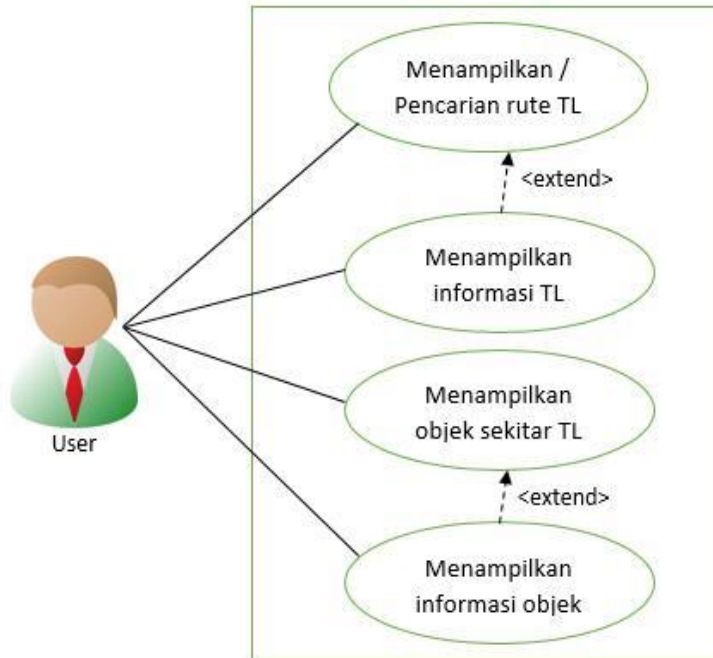 Menampilkan /
Pencarian rute TL
<extend>
Menampilkan
informasi TL
Menampilkan
objek sekitar TL
User
<extend>
Menampilkan
informasi objek